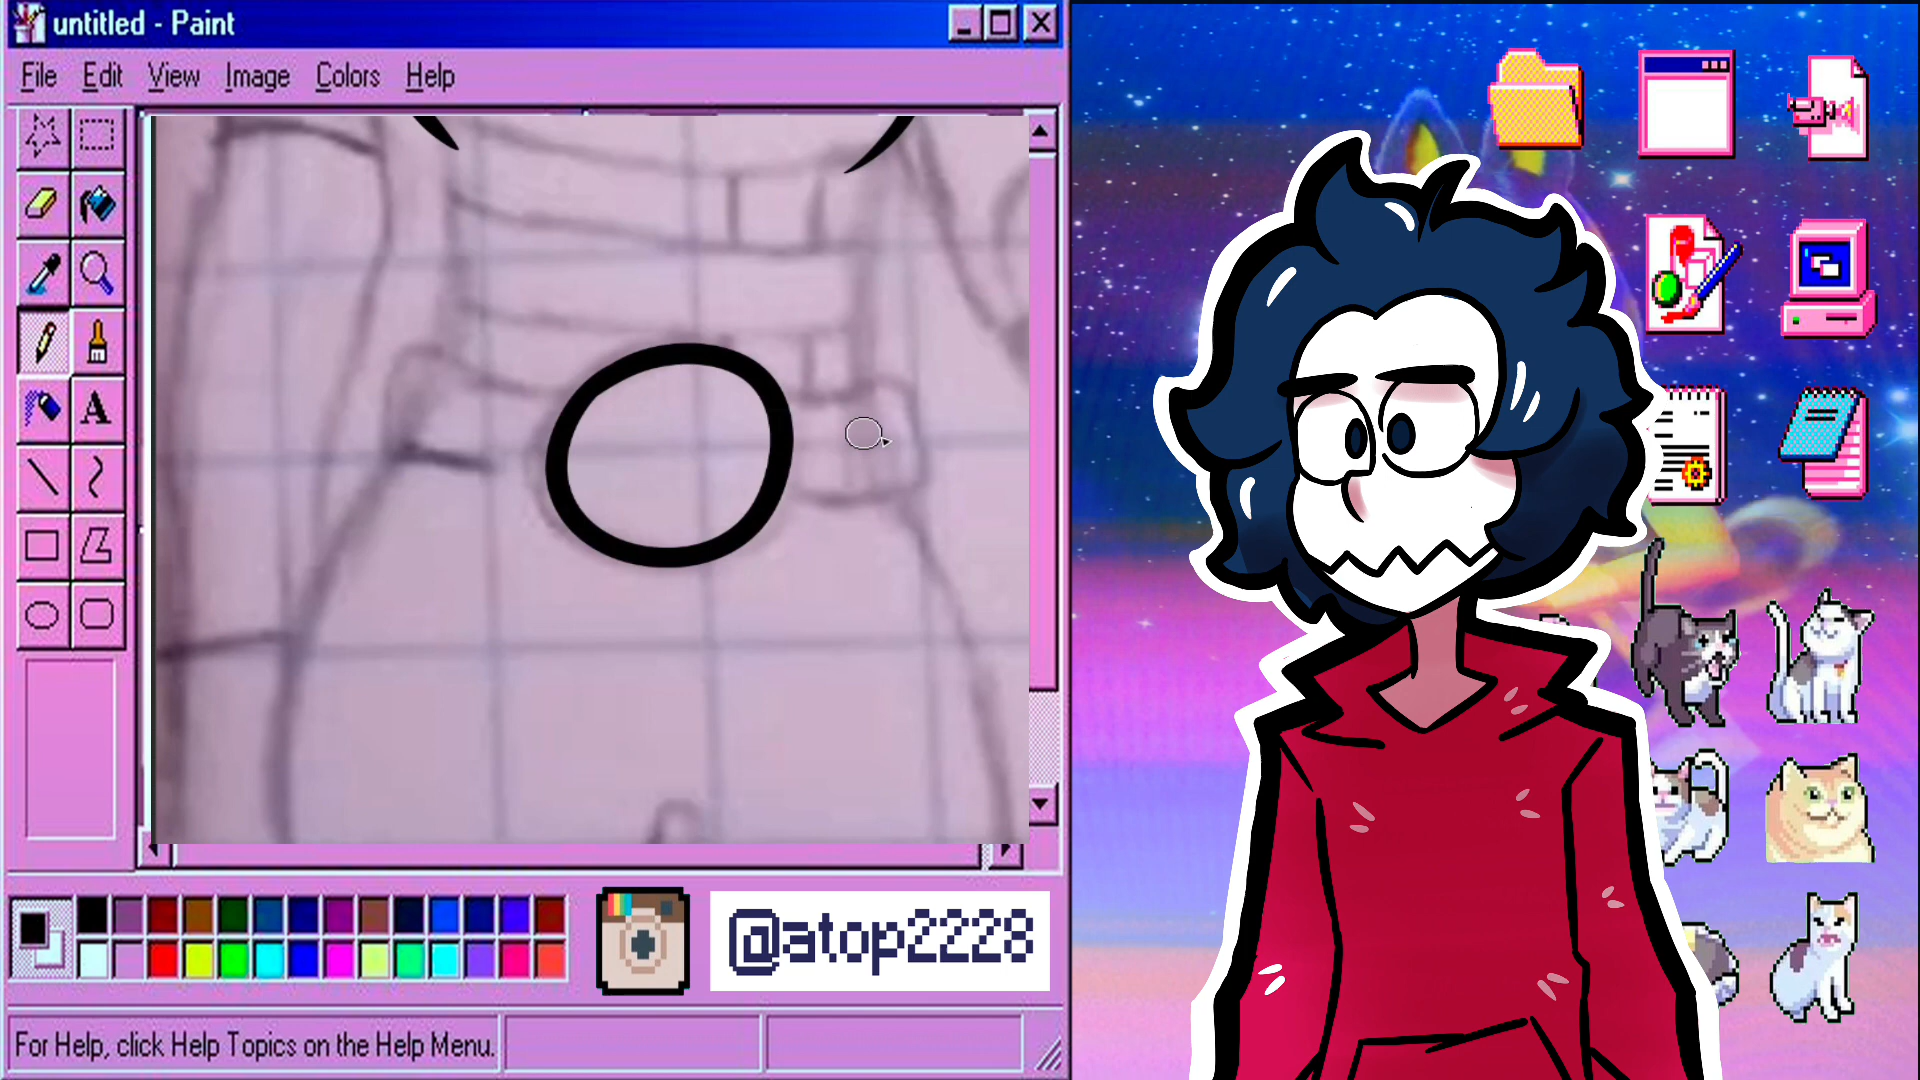 untitled - Paint
File Edit View Image Colors Help
A
@atop2228
For Help, click Help Topics on the Help Menu.